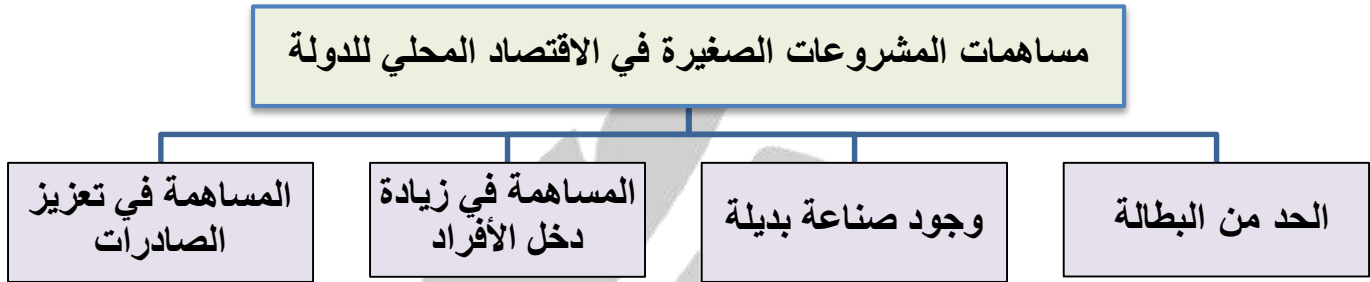 مساهمات المشروعات الصغيرة في الاقتصاد المحلي للدولة
الحد من البطالة
وجود صناعة بديلة
المساهمة في زيادة
دخل الأفراد
المساهمة في تعزيز
الصادرات